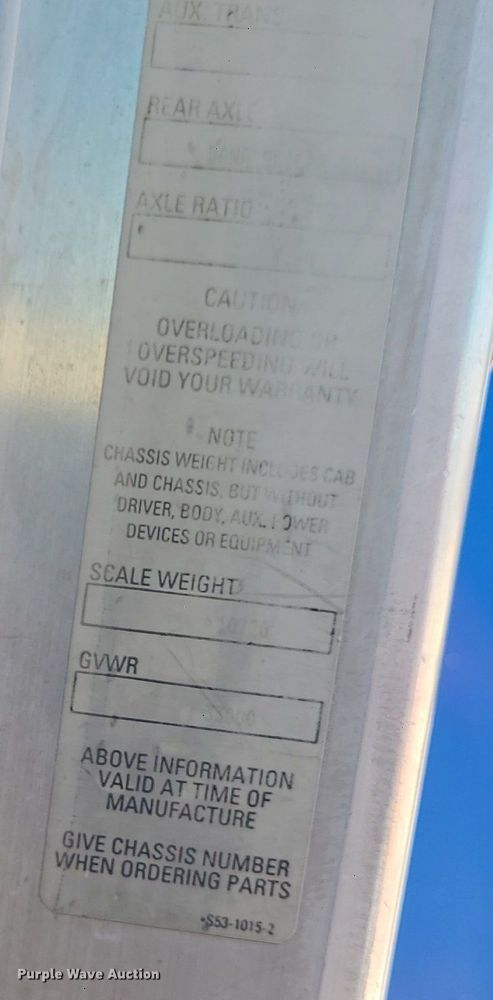 AUX. TRANS
REAR AXLE
AXLE RATIO
CAUTION
OVERLOADING OR
OVERSPEEDING WILL
VOID YOUR WARRANTY
NOTE
CHASSIS WEIGHT INCLUDES CAB
AND CHASSIS, BUT WITHOUT
DRIVER, BODY, AUX. POWER
DEVICES OR EQUIPMENT
SCALE WEIGHT
GVWR
ABOVE INFORMATION
VALID AT TIME OF
MANUFACTURE
GIVE CHASSIS NUMBER
WHEN ORDERING PARTS
S53-1015-2
Purple Wave Auction